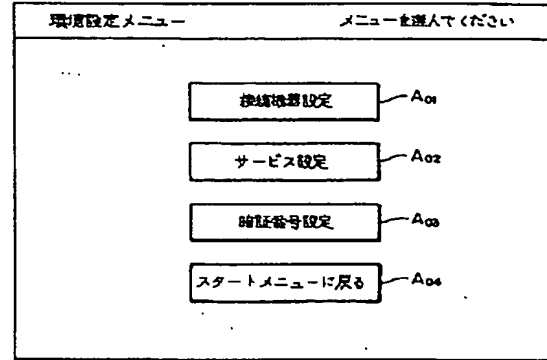 環境設定メニュー メニューを選んでください
接続機器設定 A01
サービス設定 A02
暗証番号設定 A03
スタートメニューに戻る A04